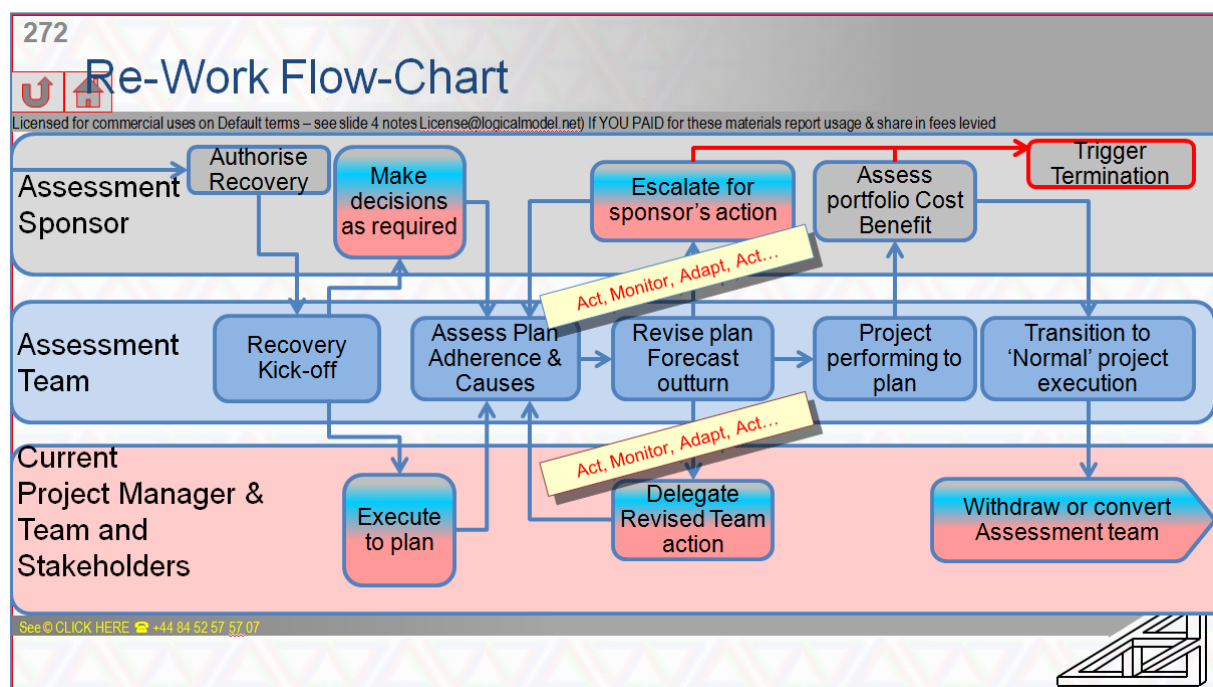 272
Re-Work Flow-Chart
Licensed for commercial uses on Default terms – see slide 4 notes License@logicalmodel.net) If YOU PAID for these materials report usage & share in fees levied
Assessment
Sponsor
Authorise
Recovery
Make
decisions
as required
Escalate for
sponsor's action
Assess
portfolio Cost
Benefit
Trigger
Termination
Act, Monitor, Adapt, Act…
Assessment
Team
Recovery
Kick-off
Assess Plan
Adherence &
Causes
Revise plan
Forecast
outturn
Project
performing to
plan
Transition to
‘Normal’ project
execution
Act, Monitor, Adapt, Act…
Current
Project Manager &
Team and
Stakeholders
Execute
to plan
Delegate
Revised Team
action
Withdraw or convert
Assessment team
See © CLICK HERE ☎ +44 84 52 57 57 07